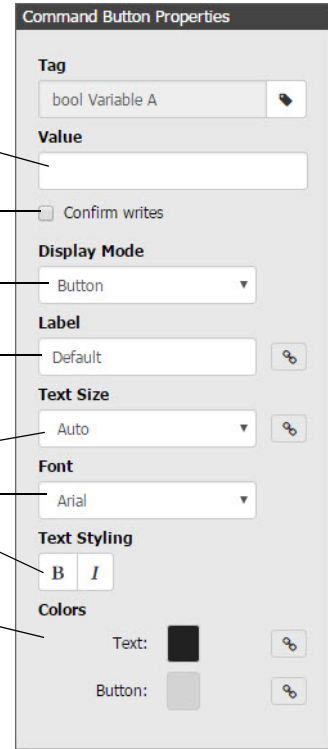 Command Button Properties
Tag
bool Variable A
Value
Confirm writes
Display Mode
Button
Label
Default
Text Size
Auto
Font
Arial
Text Styling
B I
Colors
Text:
Button: